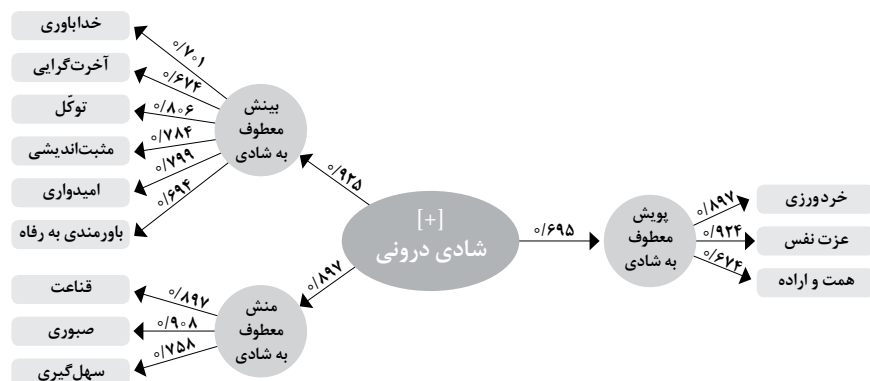 خداباوری
آخرت‌گرایی
توکّل
مثبت‌اندیشی
امیدواری
باورمندی به رفاه
۰/۷۰۱
۰/۶۷۴
۰/۸۰۶
۰/۷۸۴
۰/۷۹۹
۰/۶۹۴
بینش
معطوف
به شادی
۰/۹۲۵
[+]
شادی درونی
۰/۶۹۵
پویش
معطوف
به شادی
۰/۸۹۷
۰/۹۲۴
۰/۶۷۴
خردورزی
عزت نفس
همت و اراده
۰/۸۹۷
منش
معطوف
به شادی
۰/۸۹۷
۰/۹۰۸
۰/۷۵۸
قناعت
صبوری
سهل‌گیری